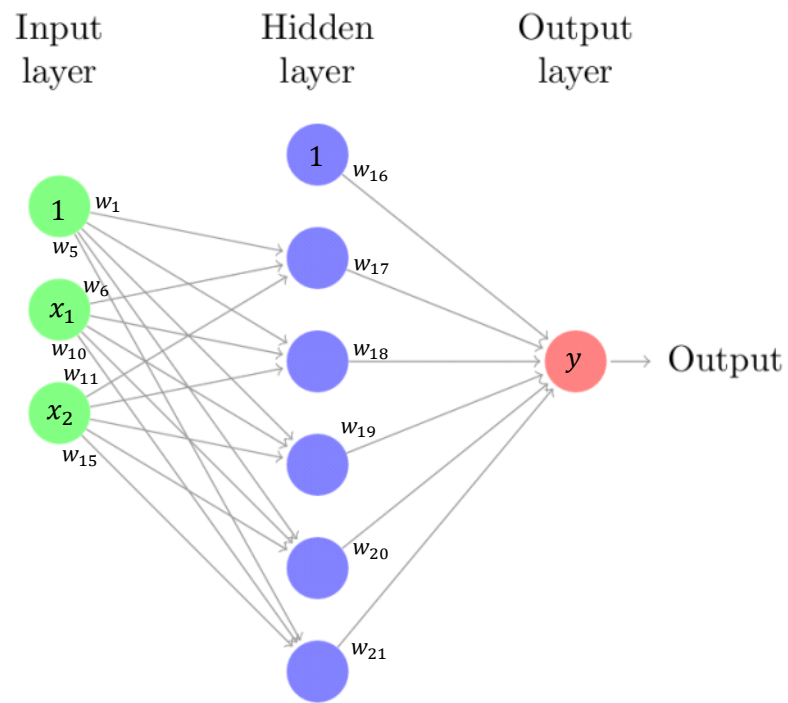 Input
layer
Hidden
layer
Output
layer
1
w₁₆
1
w₁
w₅
w₁₇
w₆
x₁
w₁₀
w₁₈
y
Output
w₁₁
x₂
w₁₅
w₁₉
w₂₀
w₂₁